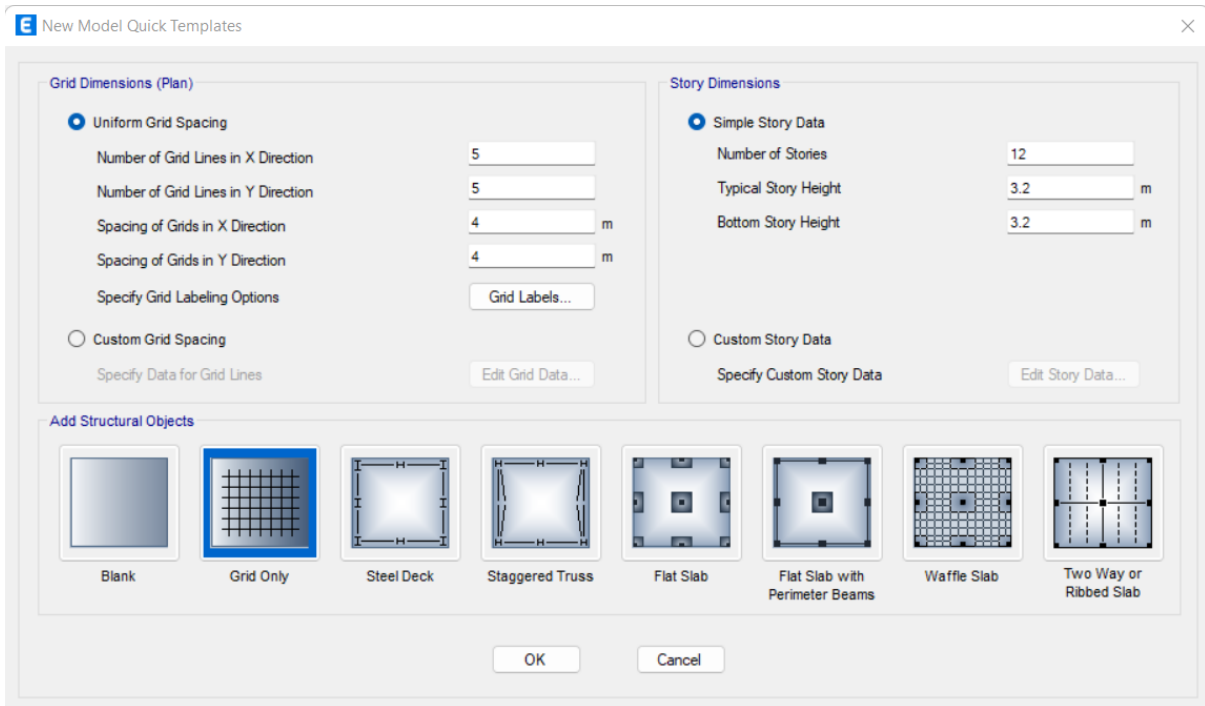 E New Model Quick Templates
Grid Dimensions (Plan)
Uniform Grid Spacing
Number of Grid Lines in X Direction 5
Number of Grid Lines in Y Direction 5
Spacing of Grids in X Direction 4 m
Spacing of Grids in Y Direction 4 m
Specify Grid Labeling Options Grid Labels...
Custom Grid Spacing
Specify Data for Grid Lines Edit Grid Data...
Story Dimensions
Simple Story Data
Number of Stories 12
Typical Story Height 3.2 m
Bottom Story Height 3.2 m
Custom Story Data
Specify Custom Story Data Edit Story Data...
Add Structural Objects
Blank
Grid Only
Steel Deck
Staggered Truss
Flat Slab
Flat Slab with
Perimeter Beams
Waffle Slab
Two Way or
Ribbed Slab
OK Cancel